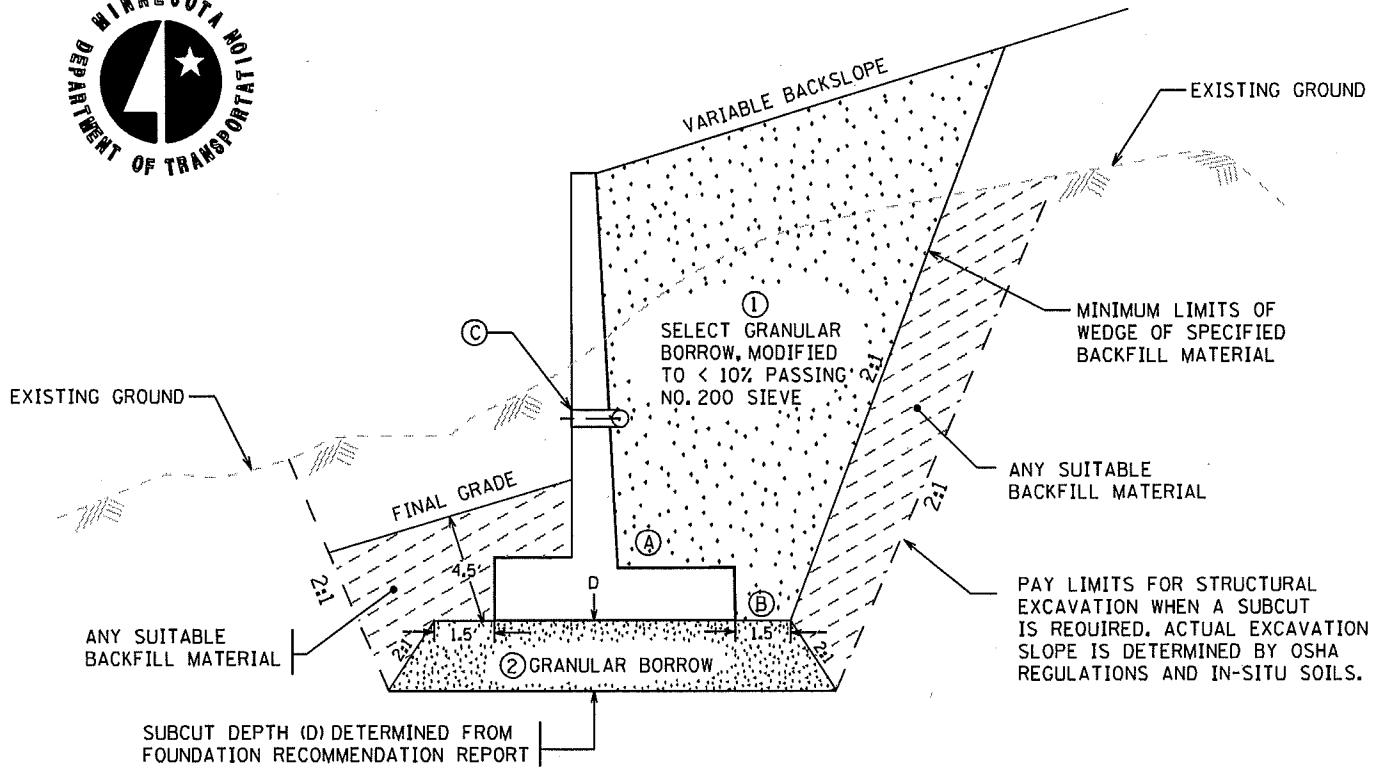 MINNESOTA
DEPARTMENT OF TRANSPORTATION
VARIABLE BACKSLOPE
EXISTING GROUND
1
SELECT GRANULAR
BORROW, MODIFIED
TO < 10% PASSING
NO. 200 SIEVE
2:1
MINIMUM LIMITS OF
WEDGE OF SPECIFIED
BACKFILL MATERIAL
C
EXISTING GROUND
ANY SUITABLE
BACKFILL MATERIAL
2:1
FINAL GRADE
4.5'
A
D
B
2:1
PAY LIMITS FOR STRUCTURAL
EXCAVATION WHEN A SUBCUT
IS REQUIRED. ACTUAL EXCAVATION
SLOPE IS DETERMINED BY OSHA
REGULATIONS AND IN-SITU SOILS.
ANY SUITABLE
BACKFILL MATERIAL
2:1
1.5'
1.5'
2:1
2 GRANULAR BORROW
SUBCUT DEPTH (D) DETERMINED FROM
FOUNDATION RECOMMENDATION REPORT